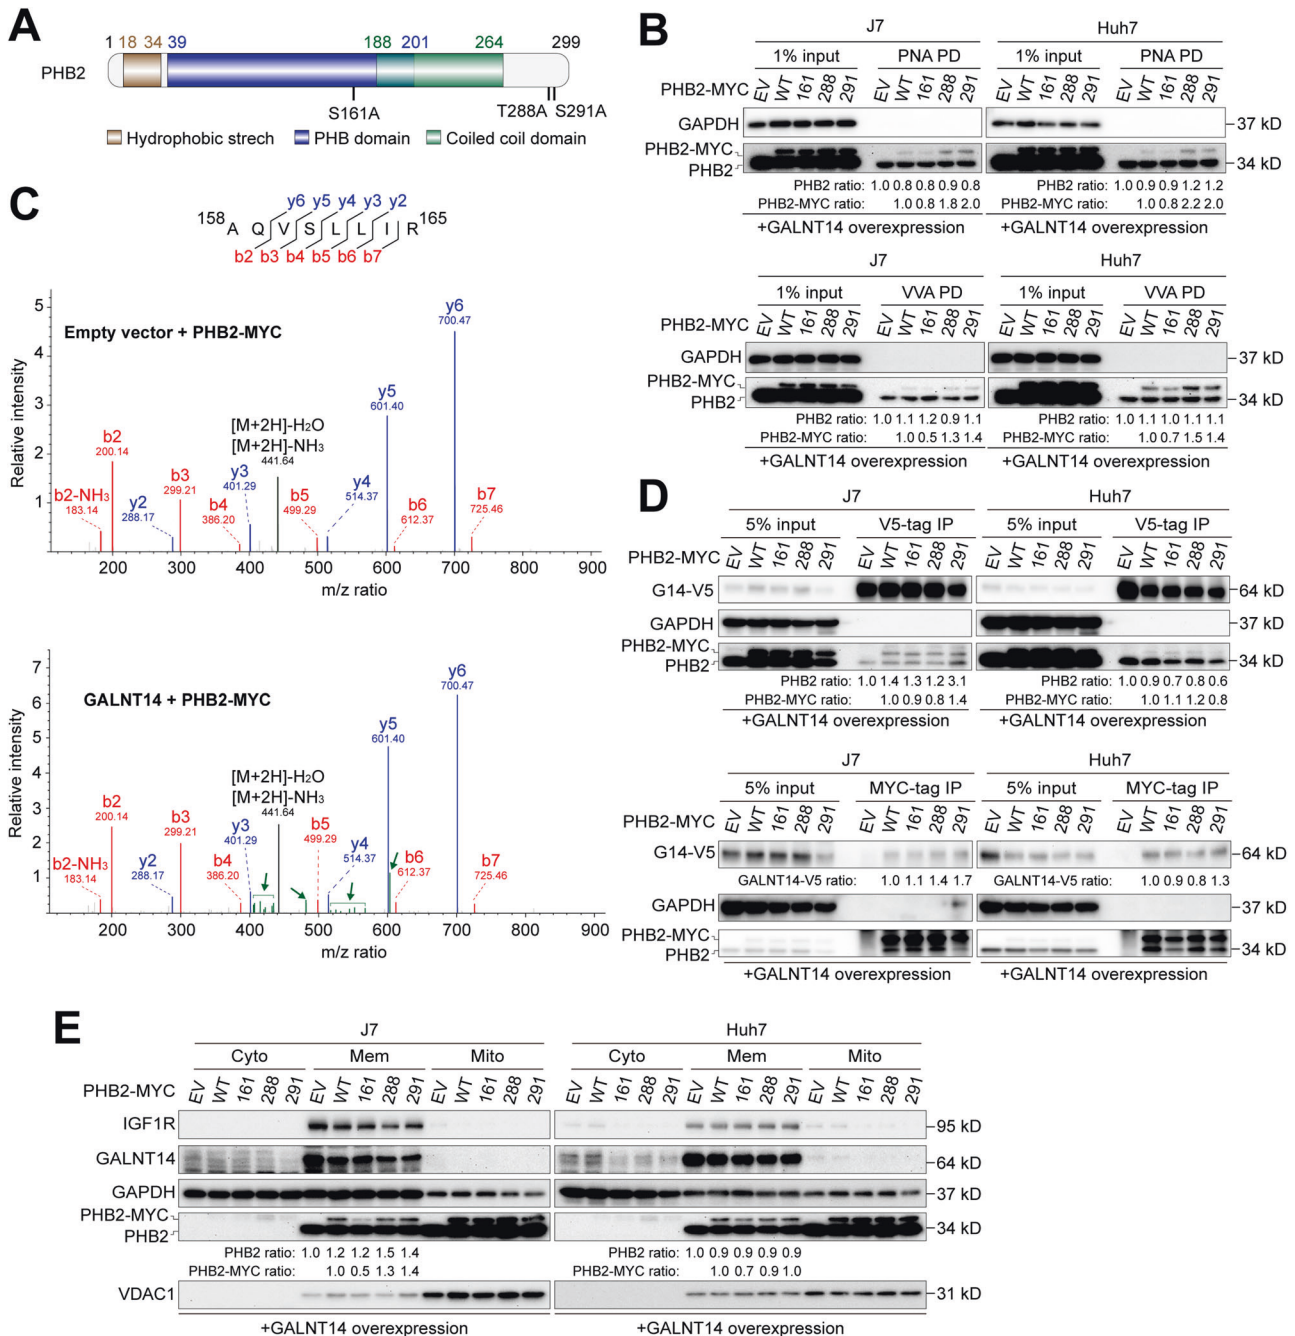 A
1 18 34 39 188 201 264 299
PHB2
S161A T288A S291A
Hydrophobic strech PHB domain Coiled coil domain
B
J7 Huh7
1% input PNA PD 1% input PNA PD
PHB2-MYC EV WT 161 288 291 EV WT 161 288 291 EV WT 161 288 291 EV WT 161 288 291
GAPDH 37 kD
PHB2-MYC
PHB2 34 kD
PHB2 ratio: 1.0 0.8 0.8 0.9 0.8 PHB2 ratio: 1.0 0.9 0.9 1.2 1.2
PHB2-MYC ratio: 1.0 0.8 1.8 2.0 PHB2-MYC ratio: 1.0 0.8 2.2 2.0
+GALNT14 overexpression +GALNT14 overexpression
J7 Huh7
1% input VVA PD 1% input VVA PD
PHB2-MYC EV WT 161 288 291 EV WT 161 288 291 EV WT 161 288 291 EV WT 161 288 291
GAPDH 37 kD
PHB2-MYC
PHB2 34 kD
PHB2 ratio: 1.0 1.1 1.2 0.9 1.1 PHB2 ratio: 1.0 1.1 1.0 1.1 1.1
PHB2-MYC ratio: 1.0 0.5 1.3 1.4 PHB2-MYC ratio: 1.0 0.7 1.5 1.4
+GALNT14 overexpression +GALNT14 overexpression
C
y6 y5 y4 y3 y2
158 A Q V S L L I R 165
b2 b3 b4 b5 b6 b7
Empty vector + PHB2-MYC
Relative intensity
5
4
3
2
1
b2-NH3 183.14
b2 200.14
y2 288.17
b3 299.21
b4 386.20
y3 401.29
[M+2H]-H2O
[M+2H]-NH3
441.64
b5 499.29
y4 514.37
y5 601.40
b6 612.37
y6 700.47
b7 725.46
200 300 400 500 600 700 800 900
m/z ratio
GALNT14 + PHB2-MYC
Relative intensity
7
6
5
4
3
2
1
b2-NH3 183.14
b2 200.14
y2 288.17
b3 299.21
b4 386.20
y3 401.29
[M+2H]-H2O
[M+2H]-NH3
441.64
b5 499.29
y4 514.37
y5 601.40
b6 612.37
y6 700.47
b7 725.46
200 300 400 500 600 700 800 900
m/z ratio
D
J7 Huh7
5% input V5-tag IP 5% input V5-tag IP
PHB2-MYC EV WT 161 288 291 EV WT 161 288 291 EV WT 161 288 291 EV WT 161 288 291
G14-V5 64 kD
GAPDH 37 kD
PHB2-MYC
PHB2 34 kD
PHB2 ratio: 1.0 1.4 1.3 1.2 3.1 PHB2 ratio: 1.0 0.9 0.7 0.8 0.6
PHB2-MYC ratio: 1.0 0.9 0.8 1.4 PHB2-MYC ratio: 1.0 1.1 1.2 0.8
+GALNT14 overexpression +GALNT14 overexpression
J7 Huh7
5% input MYC-tag IP 5% input MYC-tag IP
PHB2-MYC EV WT 161 288 291 EV WT 161 288 291 EV WT 161 288 291 EV WT 161 288 291
G14-V5 64 kD
GALNT14-V5 ratio: 1.0 1.1 1.4 1.7 GALNT14-V5 ratio: 1.0 0.9 0.8 1.3
GAPDH 37 kD
PHB2-MYC
PHB2 34 kD
+GALNT14 overexpression +GALNT14 overexpression
E
J7 Huh7
Cyto Mem Mito Cyto Mem Mito
PHB2-MYC EV WT 161 288 291 EV WT 161 288 291 EV WT 161 288 291 EV WT 161 288 291 EV WT 161 288 291 EV WT 161 288 291
IGF1R 95 kD
GALNT14 64 kD
GAPDH 37 kD
PHB2-MYC
PHB2 34 kD
PHB2 ratio: 1.0 1.2 1.2 1.5 1.4 PHB2 ratio: 1.0 0.9 0.9 0.9 0.9
PHB2-MYC ratio: 1.0 0.5 1.3 1.4 PHB2-MYC ratio: 1.0 0.7 0.9 1.0
VDAC1 31 kD
+GALNT14 overexpression +GALNT14 overexpression